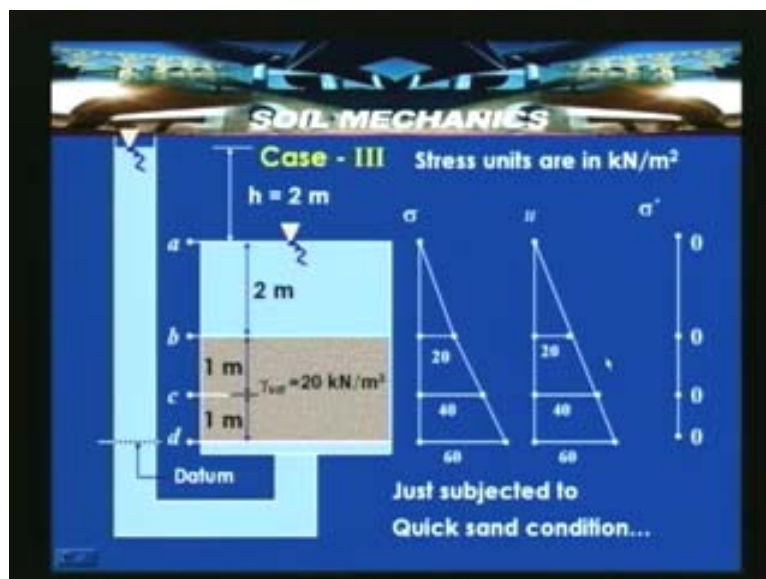 SOIL MECHANICS
Case - III
Stress units are in kN/m²
h = 2 m
σ
u
σ'
a
0
2 m
b
20
20
0
1 m
γsat=20 kN/m³
c
40
40
0
1 m
d
60
60
0
Datum
Just subjected to
Quick sand condition...